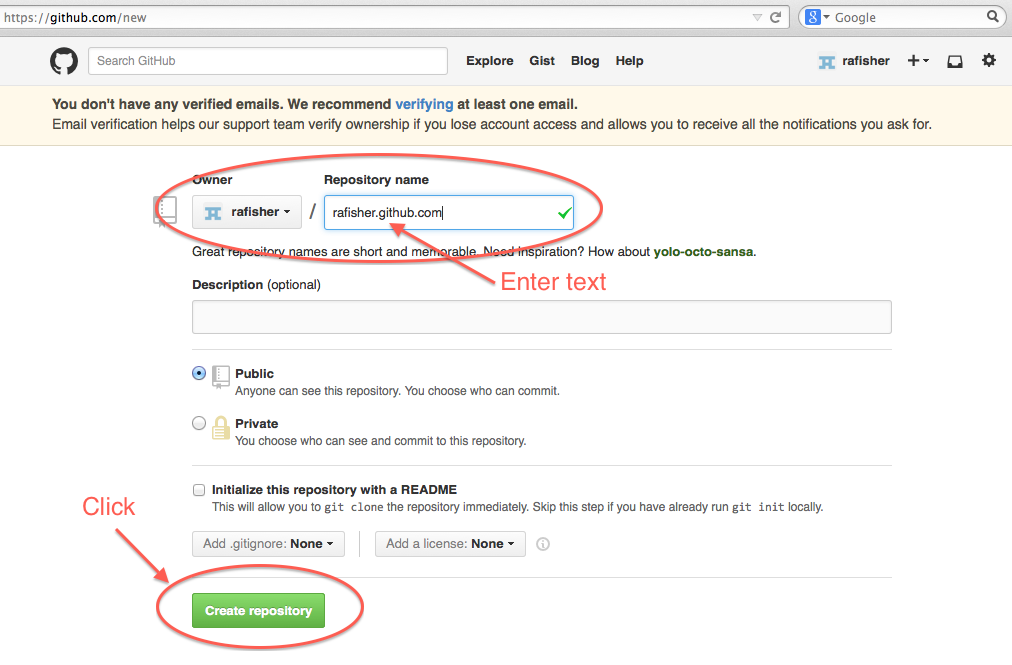 https://github.com/new
Google
Search GitHub
Explore Gist Blog Help
rafisher
You don't have any verified emails. We recommend verifying at least one email.
Email verification helps our support team verify ownership if you lose account access and allows you to receive all the notifications you ask for.
Owner Repository name
rafisher / rafisher.github.com
Great repository names are short and memorable. Need inspiration? How about yolo-octo-sansa.
Enter text
Description (optional)
Public
Anyone can see this repository. You choose who can commit.
Private
You choose who can see and commit to this repository.
Initialize this repository with a README
This will allow you to git clone the repository immediately. Skip this step if you have already run git init locally.
Click
Add .gitignore: None Add a license: None
Create repository